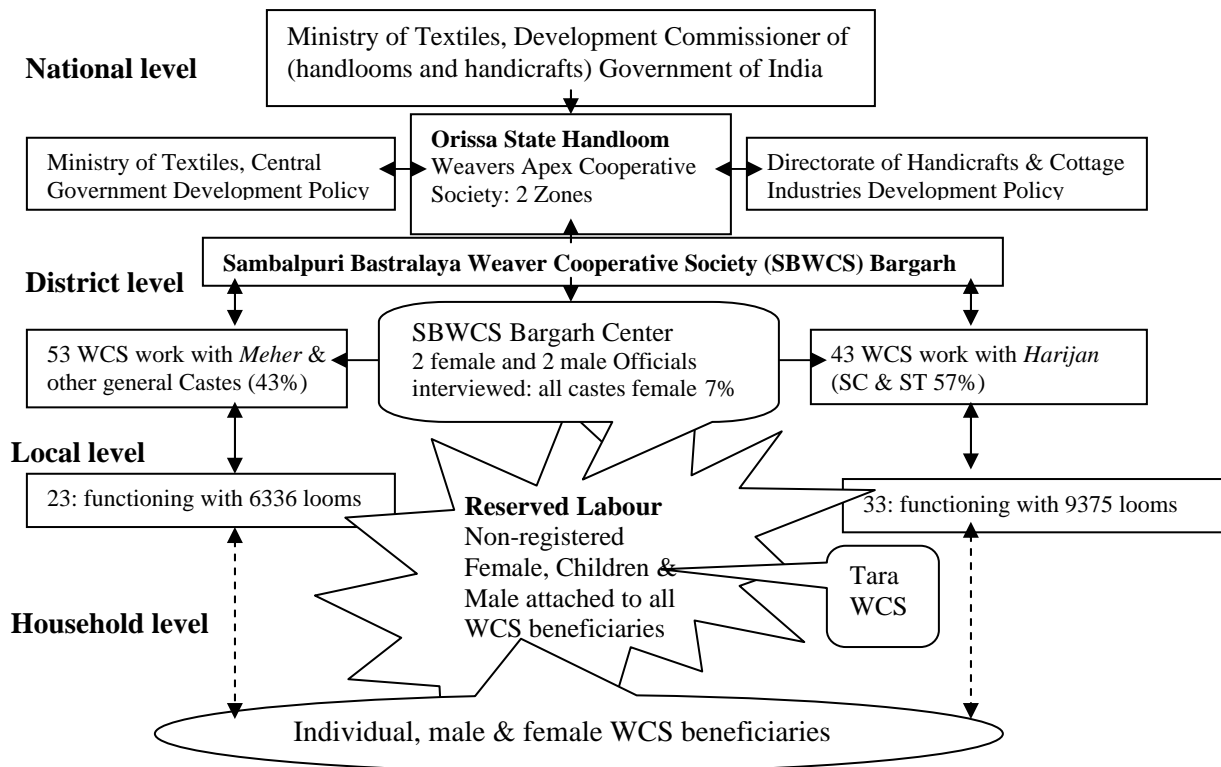 Ministry of Textiles, Development Commissioner of
(handlooms and handicrafts) Government of India
National level
Orissa State Handloom
Weavers Apex Cooperative
Society: 2 Zones
Ministry of Textiles, Central
Government Development Policy
Directorate of Handicrafts & Cottage
Industries Development Policy
Sambalpuri Bastralaya Weaver Cooperative Society (SBWCS) Bargarh
District level
SBWCS Bargarh Center
2 female and 2 male Officials
interviewed: all castes female 7%
53 WCS work with Meher &
other general Castes (43%)
43 WCS work with Harijan
(SC & ST 57%)
Local level
23: functioning with 6336 looms
33: functioning with 9375 looms
Reserved Labour
Non-registered
Female, Children &
Male attached to all
WCS beneficiaries
Tara
WCS
Household level
Individual, male & female WCS beneficiaries